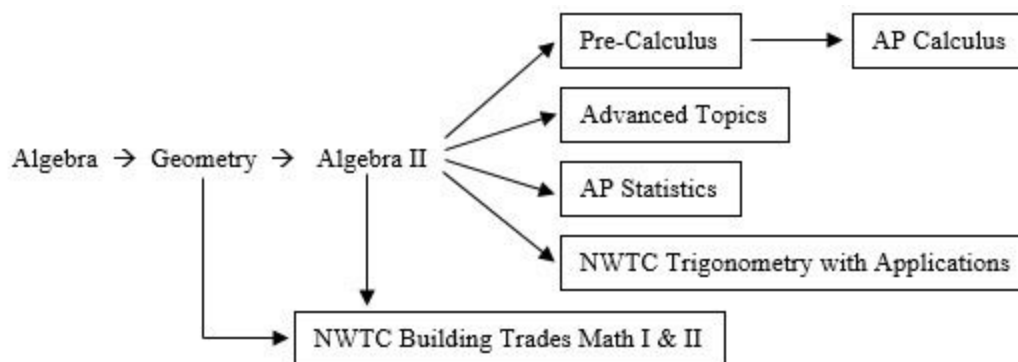 Pre-Calculus
AP Calculus
Advanced Topics
Algebra → Geometry → Algebra II
AP Statistics
NWTC Trigonometry with Applications
NWTC Building Trades Math I & II